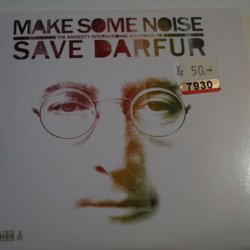 MAKE SOME NOISE
THE AMNESTY INTERNATIONAL CAMPAIGN TO
SAVE DARFUR
Kr 50.-
7930